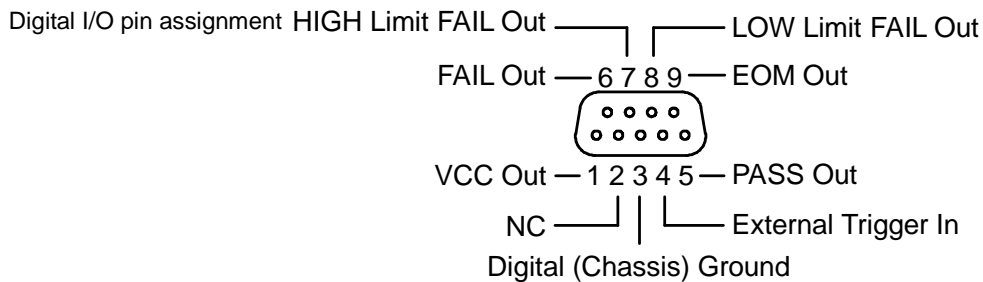 Digital I/O pin assignment HIGH Limit FAIL Out LOW Limit FAIL Out
FAIL Out 6 7 8 9 EOM Out
VCC Out 1 2 3 4 5 PASS Out
NC External Trigger In
Digital (Chassis) Ground